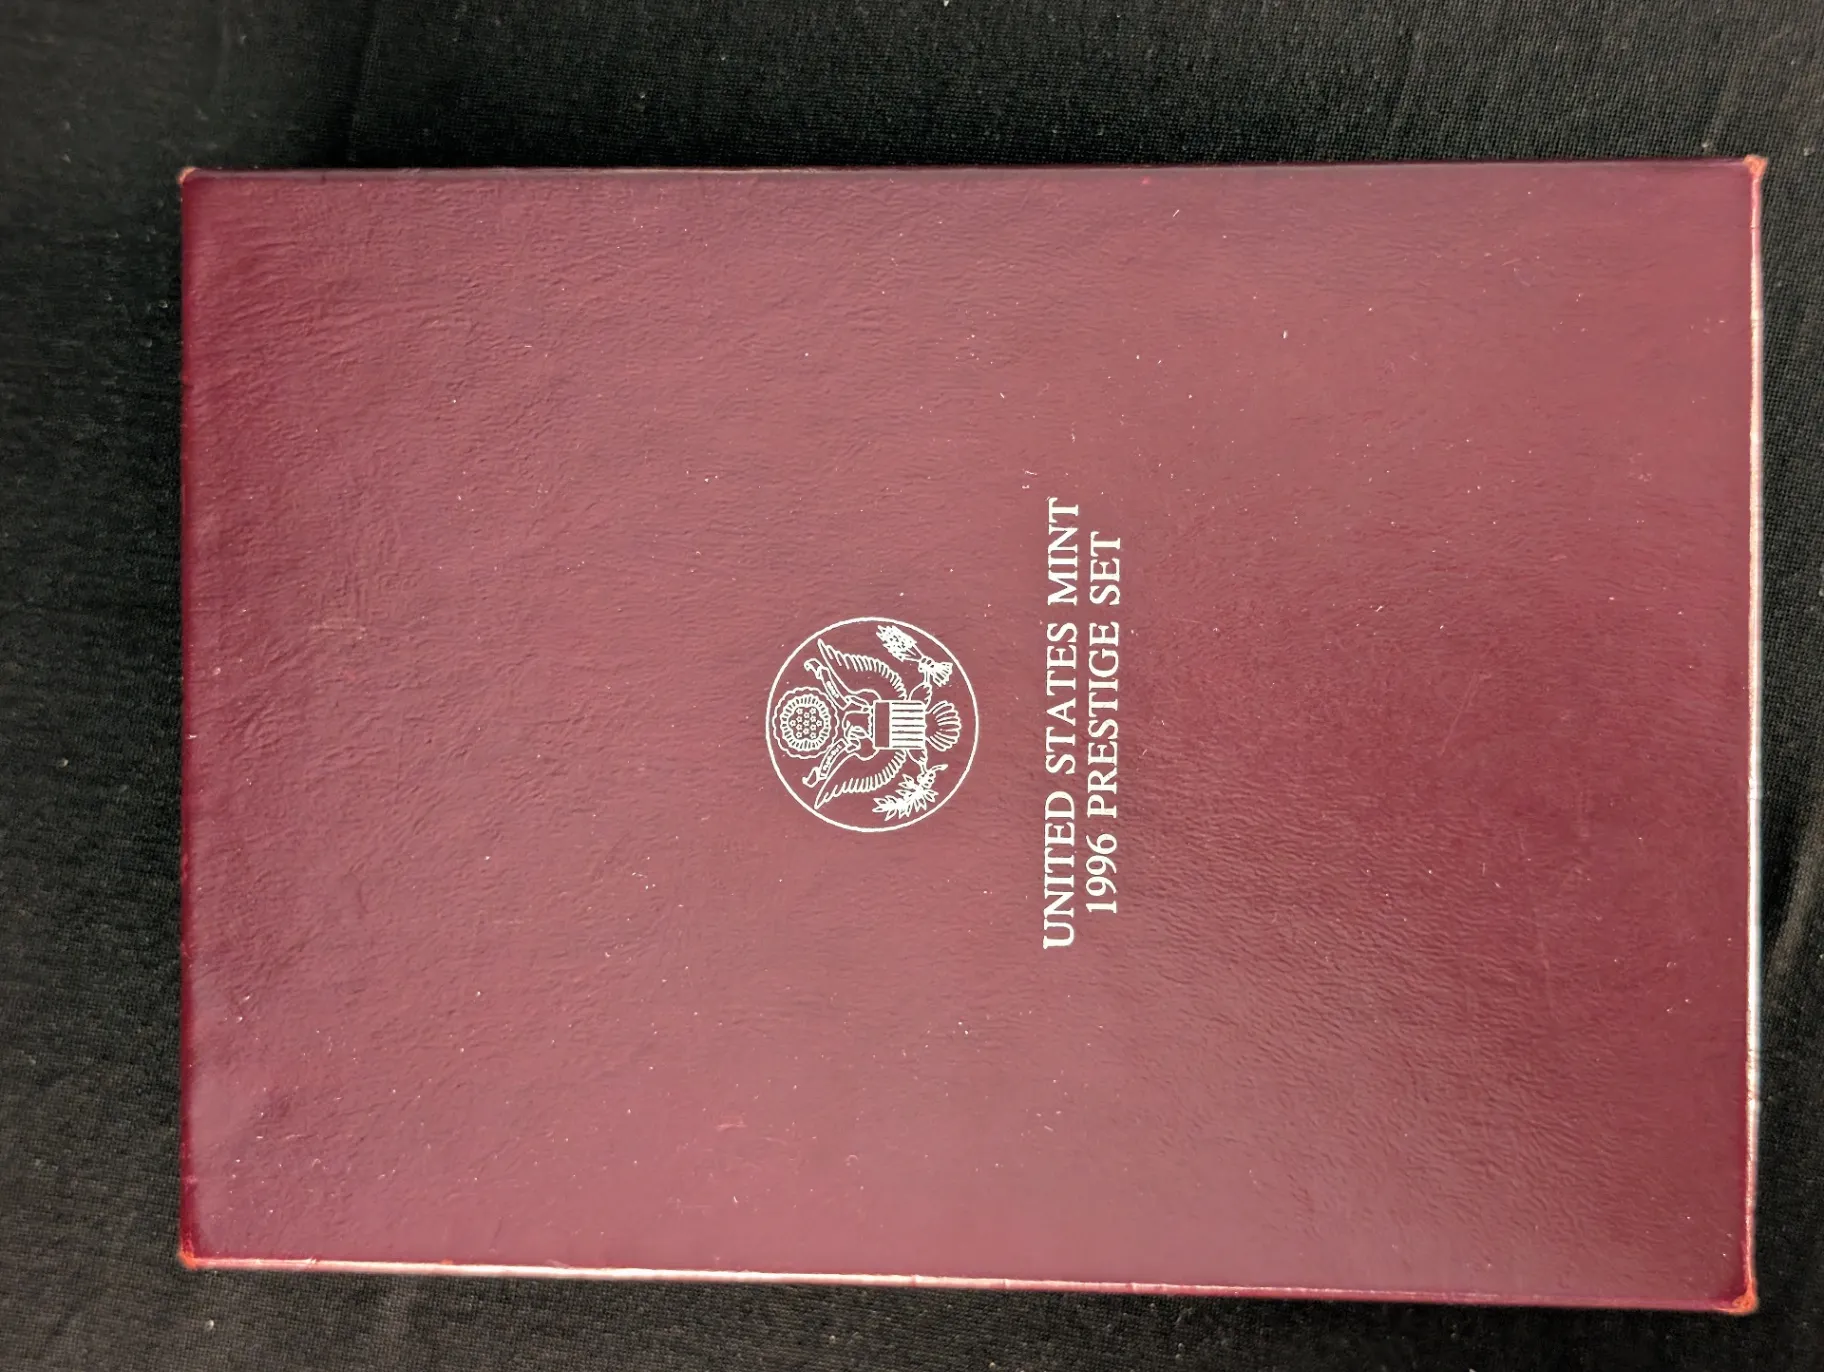 UNITED STATES MINT
1996 PRESTIGE SET